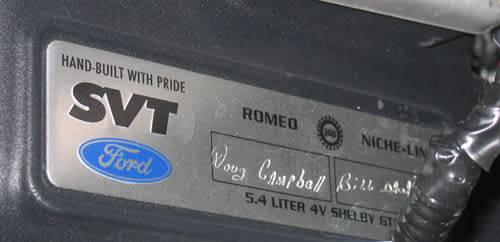 HAND-BUILT WITH PRIDE
SVT
Ford
ROMEO NICHE-LIN
Doug Campbell Bill
5.4 LITER 4V SHELBY GT